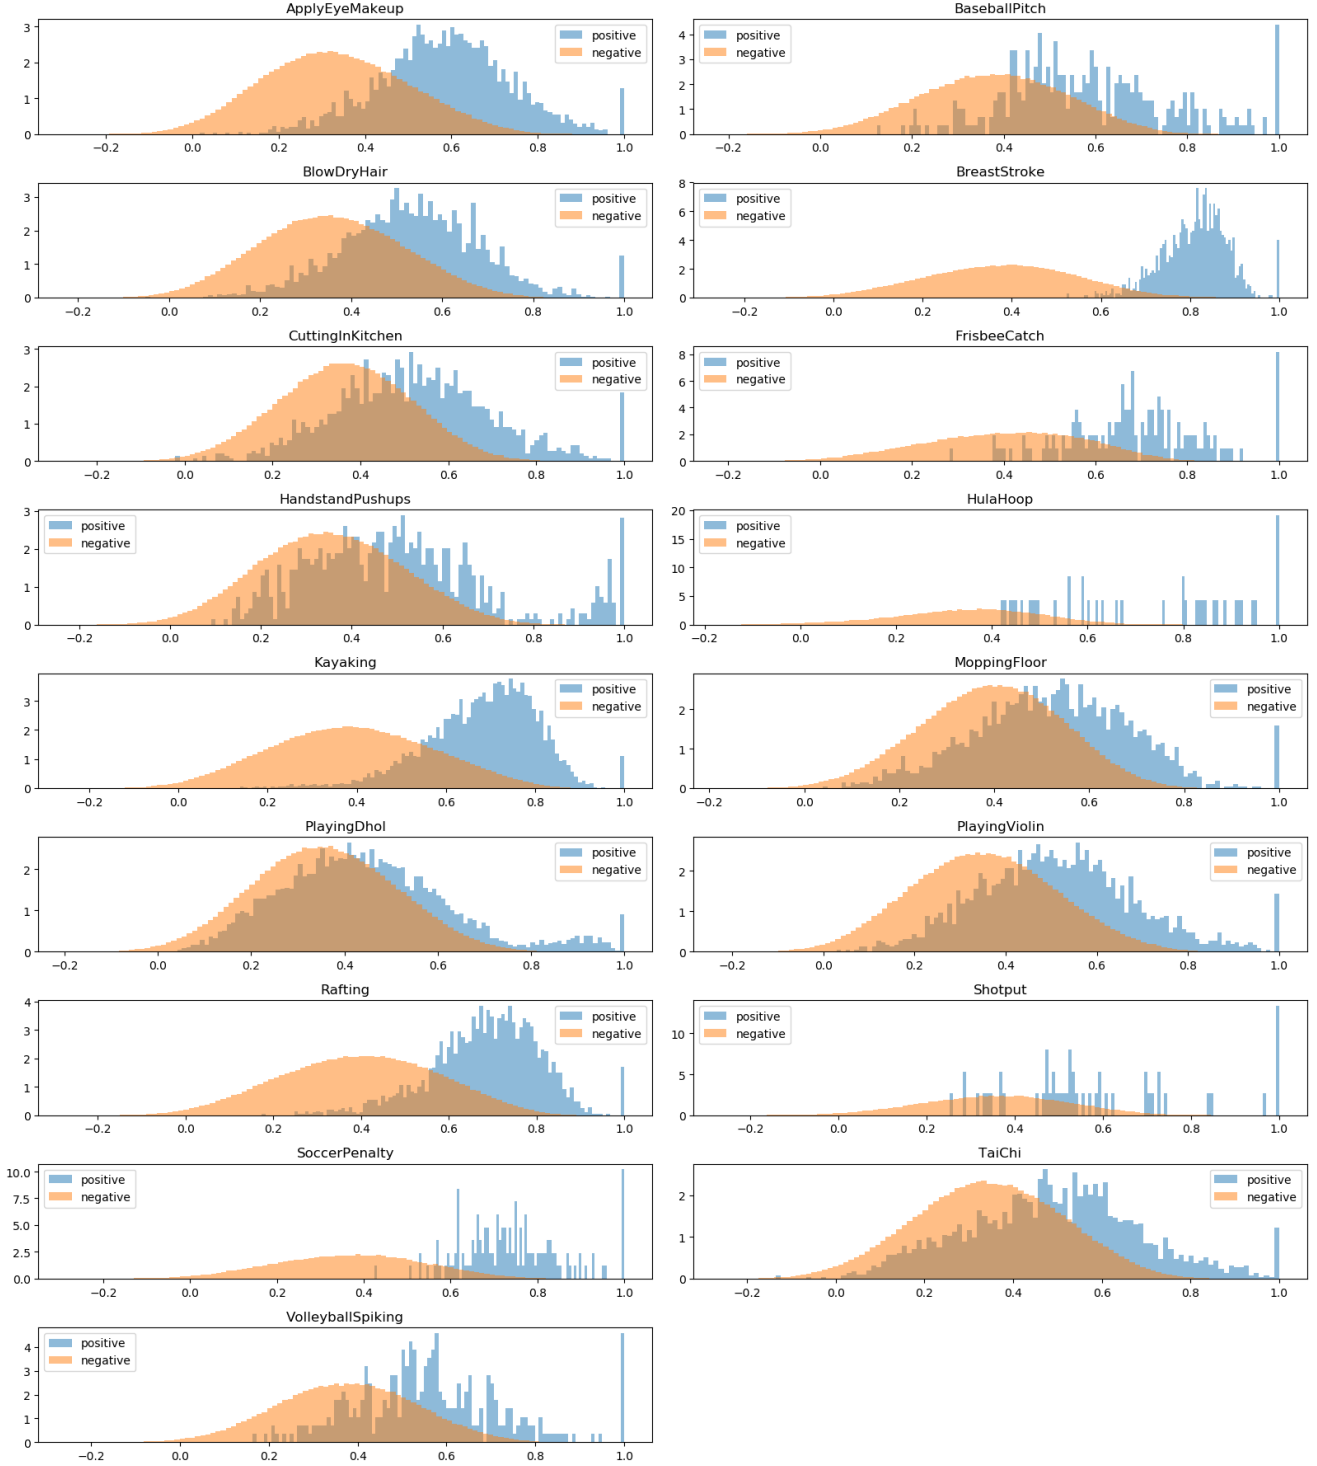 ApplyEyeMakeup
3
2
1
0
positive
negative
−0.2 0.0 0.2 0.4 0.6 0.8 1.0
BaseballPitch
4
3
2
1
0
positive
negative
−0.2 0.0 0.2 0.4 0.6 0.8 1.0
BlowDryHair
3
2
1
0
positive
negative
−0.2 0.0 0.2 0.4 0.6 0.8 1.0
BreastStroke
8
6
4
2
0
positive
negative
−0.2 0.0 0.2 0.4 0.6 0.8 1.0
CuttingInKitchen
3
2
1
0
positive
negative
−0.2 0.0 0.2 0.4 0.6 0.8 1.0
FrisbeeCatch
8
6
4
2
0
positive
negative
−0.2 0.0 0.2 0.4 0.6 0.8 1.0
HandstandPushups
3
2
1
0
positive
negative
−0.2 0.0 0.2 0.4 0.6 0.8 1.0
HulaHoop
20
15
10
5
0
positive
negative
−0.2 0.0 0.2 0.4 0.6 0.8 1.0
Kayaking
3
2
1
0
positive
negative
−0.2 0.0 0.2 0.4 0.6 0.8 1.0
MoppingFloor
2
1
0
positive
negative
−0.2 0.0 0.2 0.4 0.6 0.8 1.0
PlayingDhol
2
1
0
positive
negative
−0.2 0.0 0.2 0.4 0.6 0.8 1.0
PlayingViolin
2
1
0
positive
negative
−0.2 0.0 0.2 0.4 0.6 0.8 1.0
Rafting
4
3
2
1
0
positive
negative
−0.2 0.0 0.2 0.4 0.6 0.8 1.0
Shotput
10
5
0
positive
negative
−0.2 0.0 0.2 0.4 0.6 0.8 1.0
SoccerPenalty
10.0
7.5
5.0
2.5
0.0
positive
negative
−0.2 0.0 0.2 0.4 0.6 0.8 1.0
TaiChi
2
1
0
positive
negative
−0.2 0.0 0.2 0.4 0.6 0.8 1.0
VolleyballSpiking
4
3
2
1
0
positive
negative
−0.2 0.0 0.2 0.4 0.6 0.8 1.0